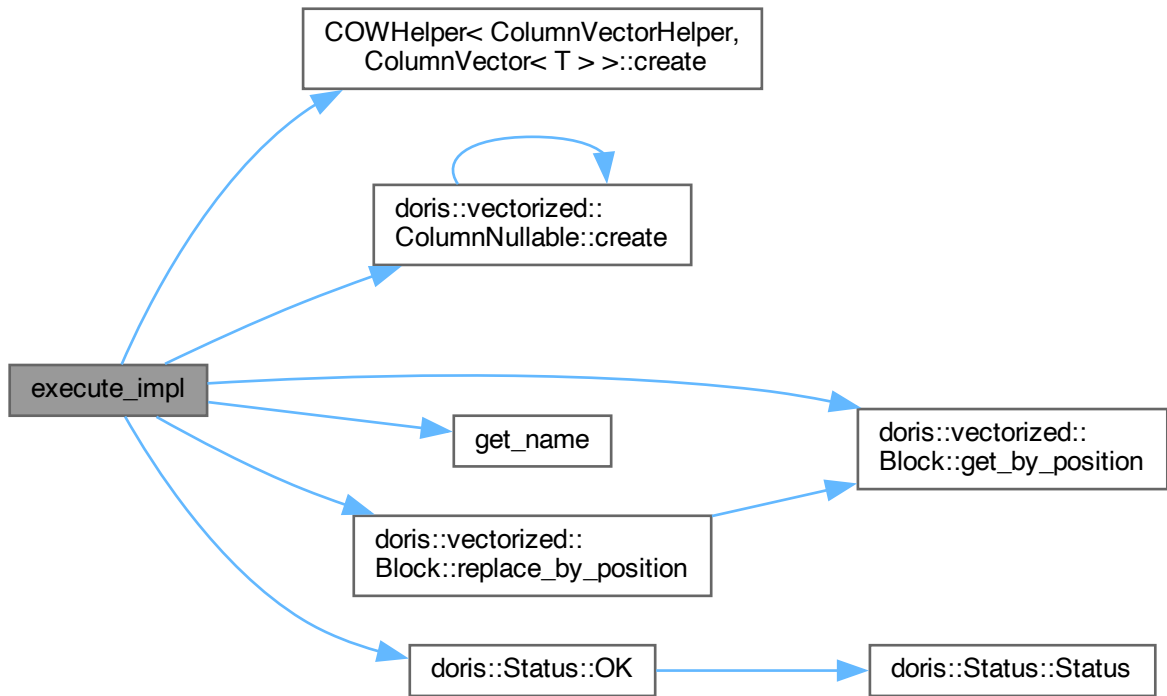 COWHelper< ColumnVectorHelper,
ColumnVector< T > >::create
doris::vectorized::
ColumnNullable::create
execute_impl
get_name
doris::vectorized::
Block::get_by_position
doris::vectorized::
Block::replace_by_position
doris::Status::OK
doris::Status::Status